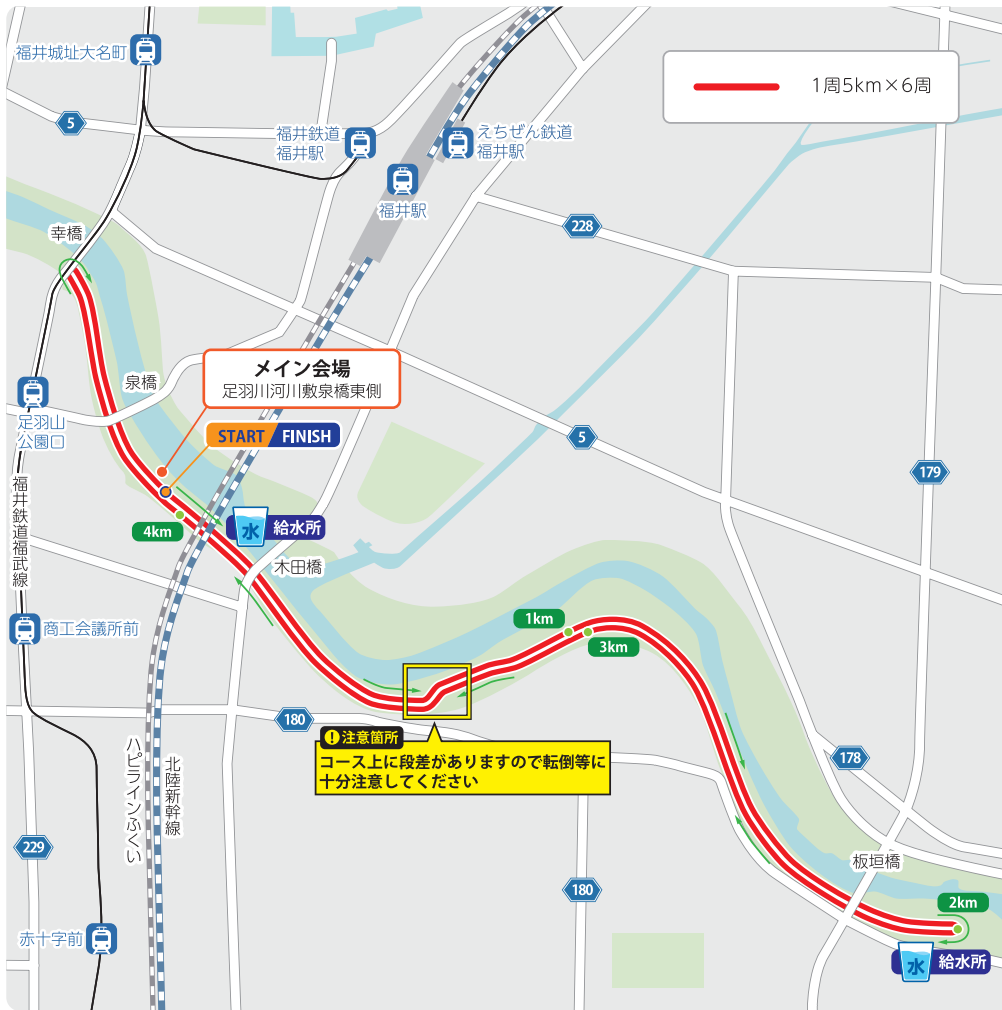 福井城址大名町
1周5km×6周
5
福井鉄道
福井駅
えちぜん鉄道
福井駅
福井駅
228
幸橋
メイン会場
足羽川河川敷泉橋東側
泉橋
足羽山
公園口
START FINISH
5
179
福井鉄道福武線
4km
水 給水所
木田橋
商工会議所前
1km
3km
180
注意箇所
コース上に段差がありますので転倒等に
十分注意してください
ハピラインふくい
北陸新幹線
178
229
板垣橋
180
2km
赤十字前
水 給水所